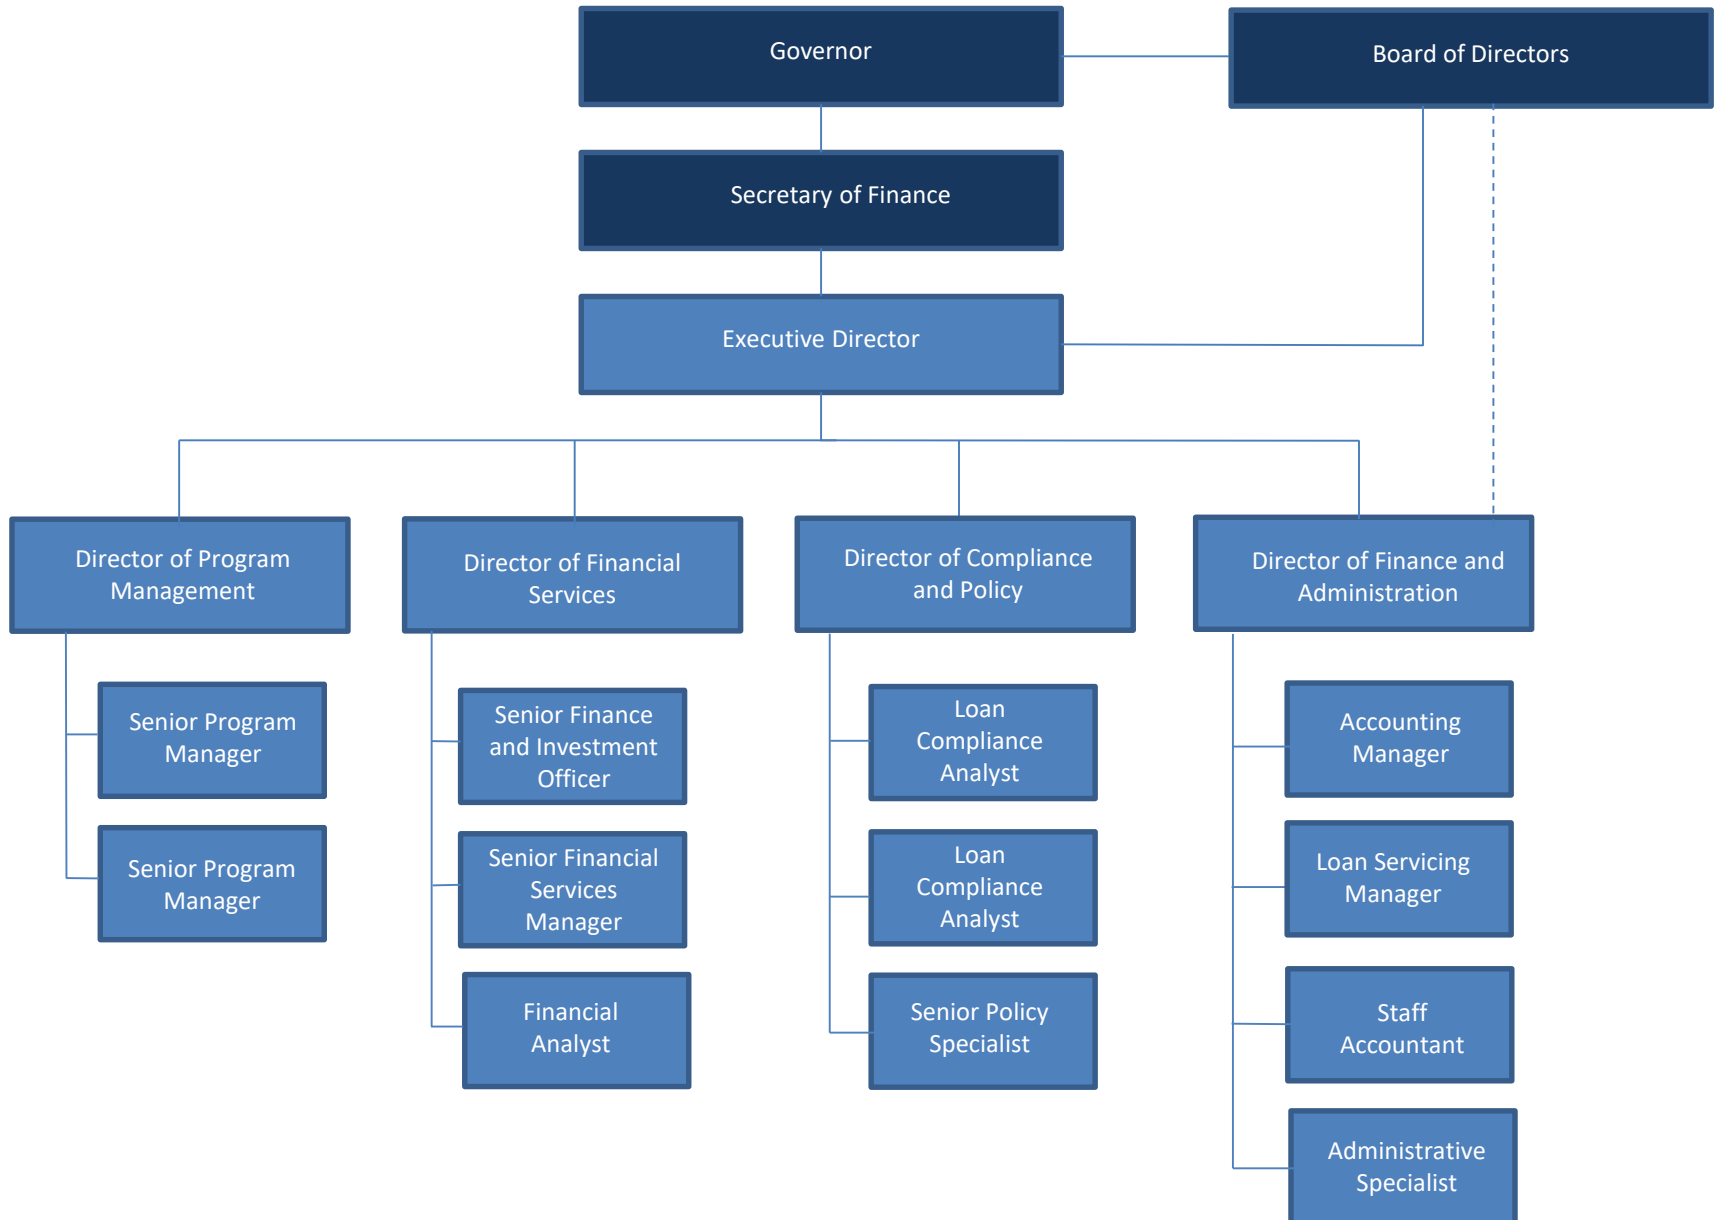 Governor
Board of Directors
Secretary of Finance
Executive Director
Director of Program
Management
Director of Financial
Services
Director of Compliance
and Policy
Director of Finance and
Administration
Senior Program
Manager
Senior Program
Manager
Senior Finance
and Investment
Officer
Senior Financial
Services
Manager
Financial
Analyst
Loan
Compliance
Analyst
Loan
Compliance
Analyst
Senior Policy
Specialist
Accounting
Manager
Loan Servicing
Manager
Staff
Accountant
Administrative
Specialist